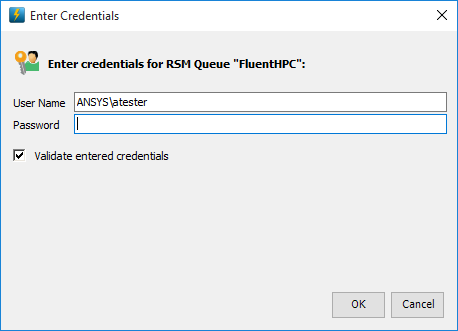 Enter Credentials
Enter credentials for RSM Queue "FluentHPC":
User Name ANSYS\atester
Password
Validate entered credentials
OK Cancel